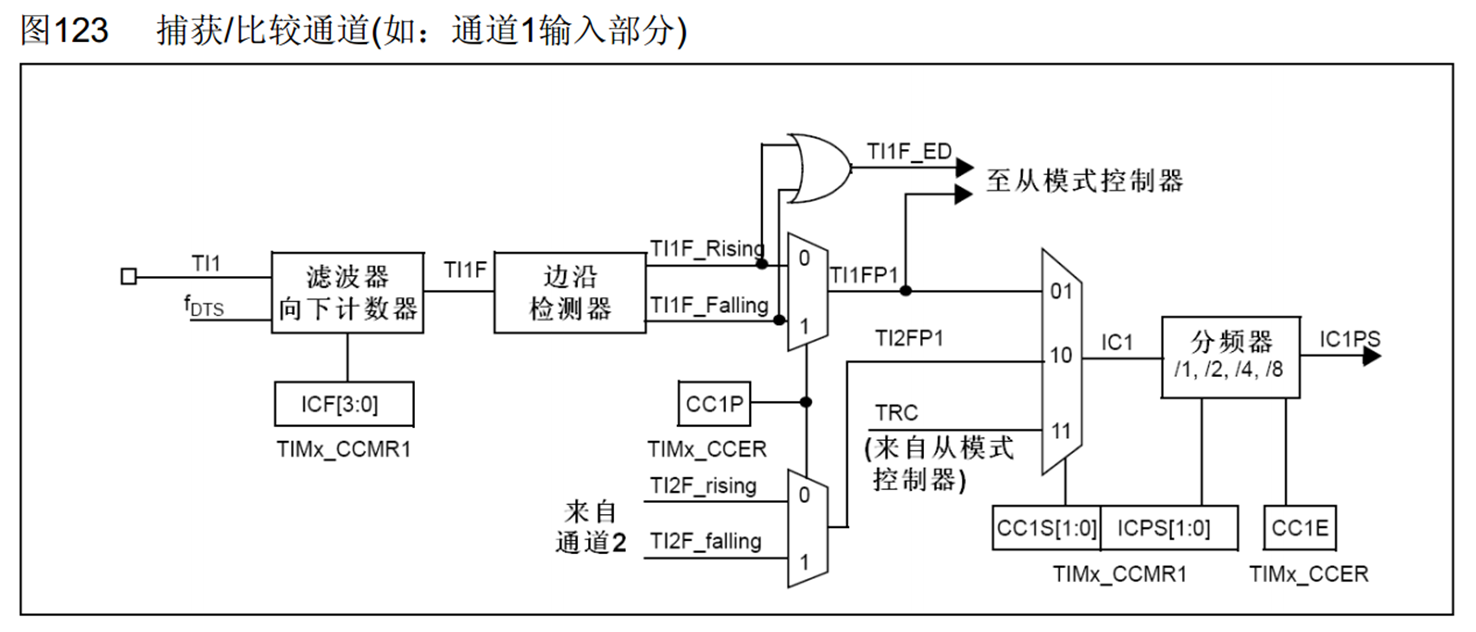 图123 捕获/比较通道(如：通道1输入部分)
TI1F_ED
至从模式控制器
TI1F_Rising
0
TI1
滤波器
向下计数器
TI1F
边沿
检测器
TI1FP1
01
fDTS
TI1F_Falling
1
TI2FP1
10
IC1
分频器
/1, /2, /4, /8
IC1PS
ICF[3:0]
TIMx_CCMR1
CC1P
TIMx_CCER
TRC
11
(来自从模式
控制器)
TI2F_rising
0
来自
通道2
TI2F_falling
1
CC1S[1:0]
ICPS[1:0]
CC1E
TIMx_CCMR1
TIMx_CCER